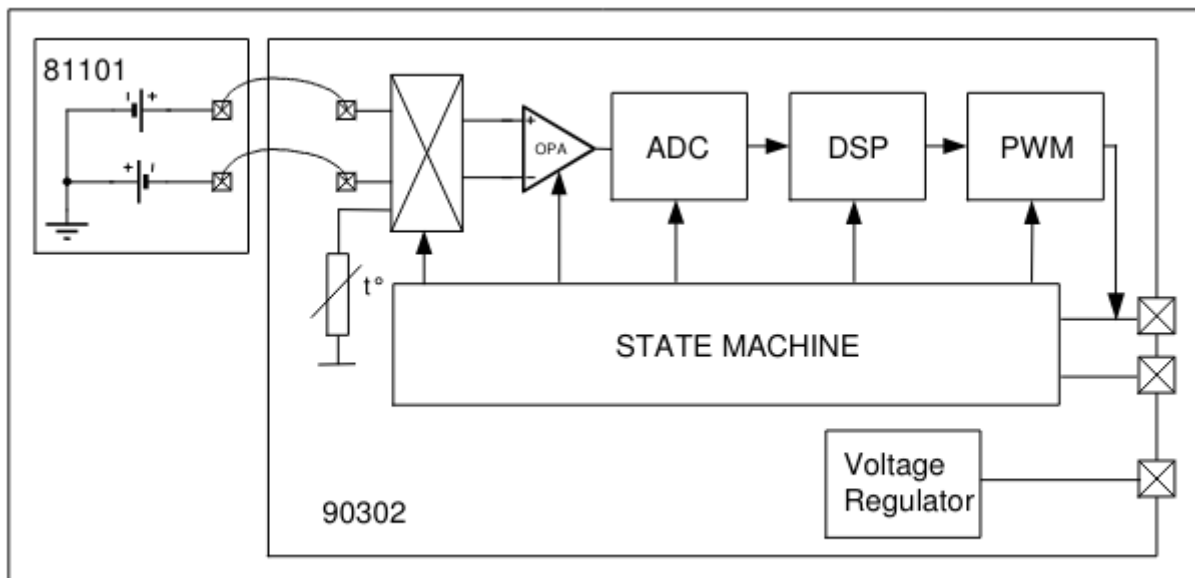 81101
+
+
+
OPA
−
ADC
DSP
PWM
t°
STATE MACHINE
Voltage
Regulator
90302